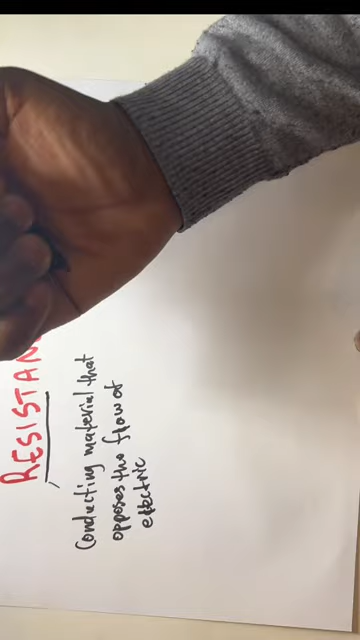 RESISTAN
Conducting material that
opposes the flow of
electric